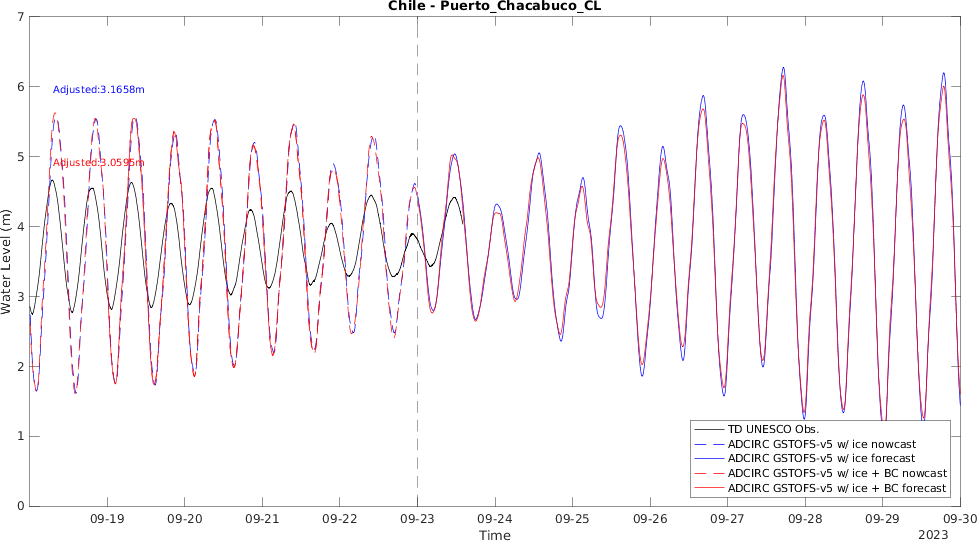 Chile - Puerto_Chacabuco_CL
7
6
5
4
3
2
1
0
Water Level (m)
Adjusted:3.1658m
Adjusted:3.0595m
TD UNESCO Obs.
ADCIRC GSTOFS-v5 w/ ice nowcast
ADCIRC GSTOFS-v5 w/ ice forecast
ADCIRC GSTOFS-v5 w/ ice + BC nowcast
ADCIRC GSTOFS-v5 w/ ice + BC forecast
09-19 09-20 09-21 09-22 09-23 09-24 09-25 09-26 09-27 09-28 09-29 09-30
Time
2023